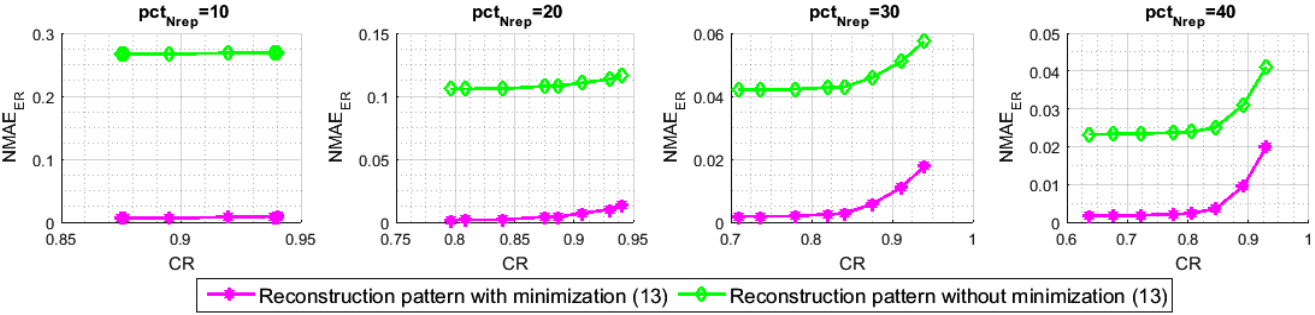 pct_Nrep=10
0.3
0.2
0.1
0
NMAE_ER
0.85 0.9 0.95
CR
pct_Nrep=20
0.15
0.1
0.05
0
NMAE_ER
0.75 0.8 0.85 0.9 0.95
CR
pct_Nrep=30
0.06
0.04
0.02
0
NMAE_ER
0.7 0.8 0.9 1
CR
pct_Nrep=40
0.05
0.04
0.03
0.02
0.01
0
NMAE_ER
0.6 0.7 0.8 0.9 1
CR
Reconstruction pattern with minimization (13) Reconstruction pattern without minimization (13)